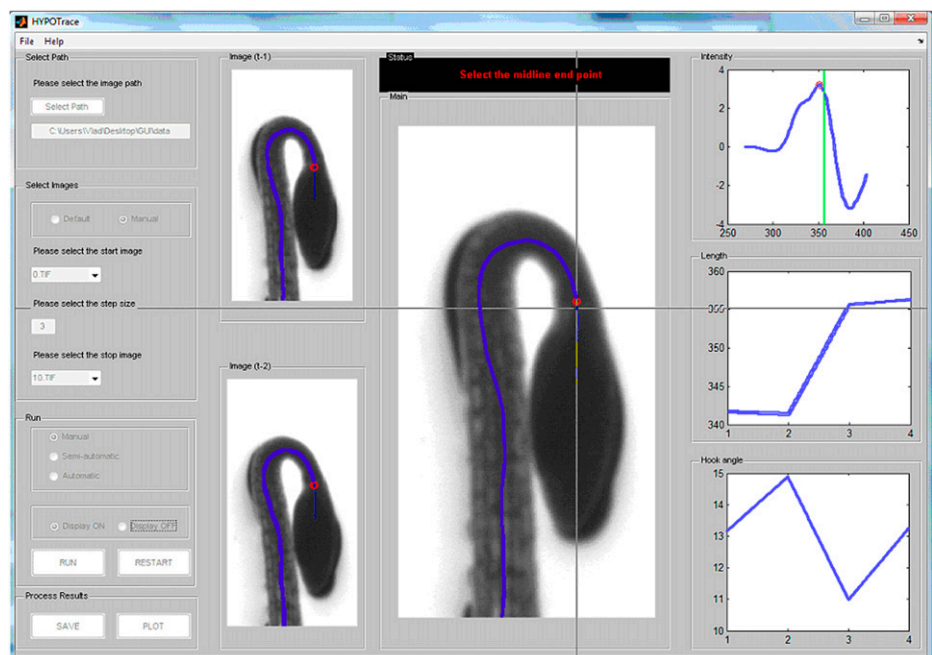 HYPOTrace
File Help
Select Path
Please select the image path
Select Path
C:\Users\Vlad\Desktop\GUI\data
Select Images
Default Manual
Please select the start image
0.TIF
Please select the step size
3
Please select the stop image
10.TIF
Run
Manual
Semi-automatic
Automatic
Display ON Display OFF
RUN RESTART
Process Results
SAVE PLOT
Image (t-1)
Image (t-2)
Status
Select the midline end point
Main
Intensity
4
2
0
-2
-4
250 300 350 400 450
Length
360
355
350
345
340
1 2 3 4
Hook angle
15
14
13
12
11
10
1 2 3 4